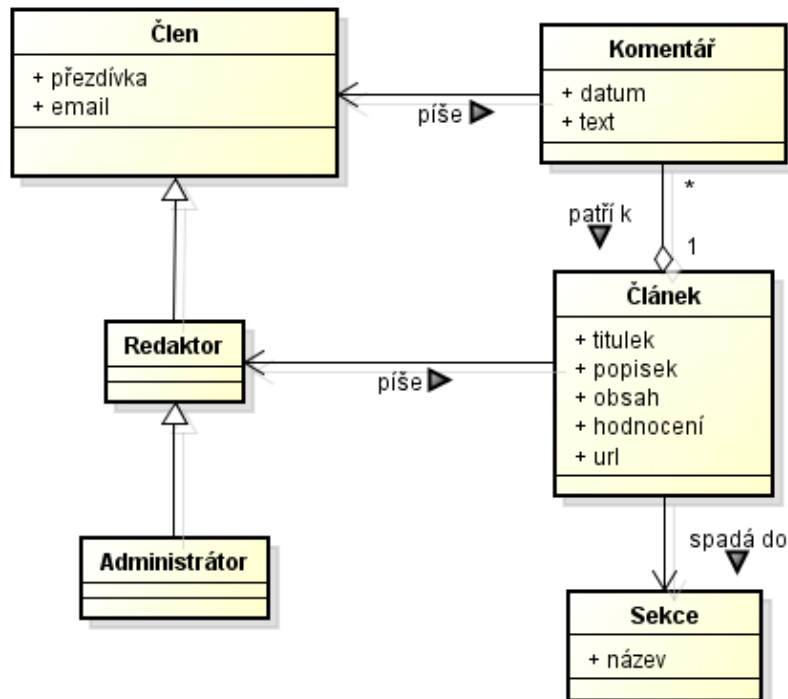 Člen
+ přezdívka
+ email
Komentář
+ datum
+ text
píše
patří k
*
1
Článek
+ titulek
+ popisek
+ obsah
+ hodnocení
+ url
Redaktor
píše
Administrátor
spadá do
Sekce
+ název